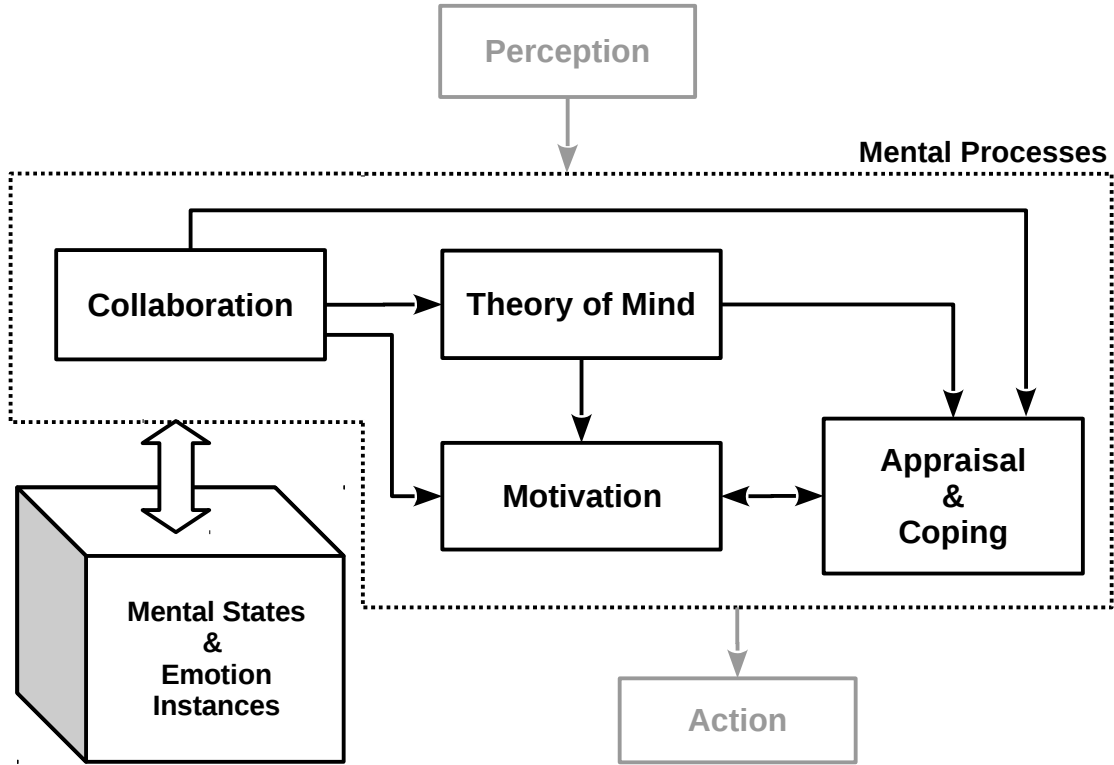 Perception
Mental Processes
Collaboration
Theory of Mind
Motivation
Appraisal
&
Coping
Mental States
&
Emotion
Instances
Action